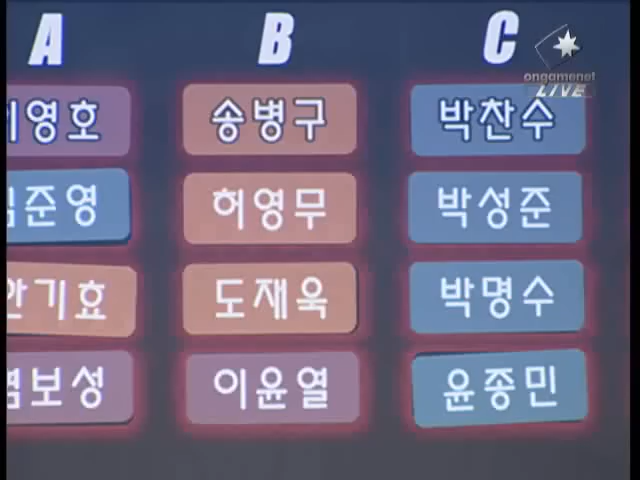 A B C
ongamenet
LIVE
영호 송병구 박찬수
준영 허영무 박성준
안기효 도재욱 박명수
보성 이윤열 윤종민